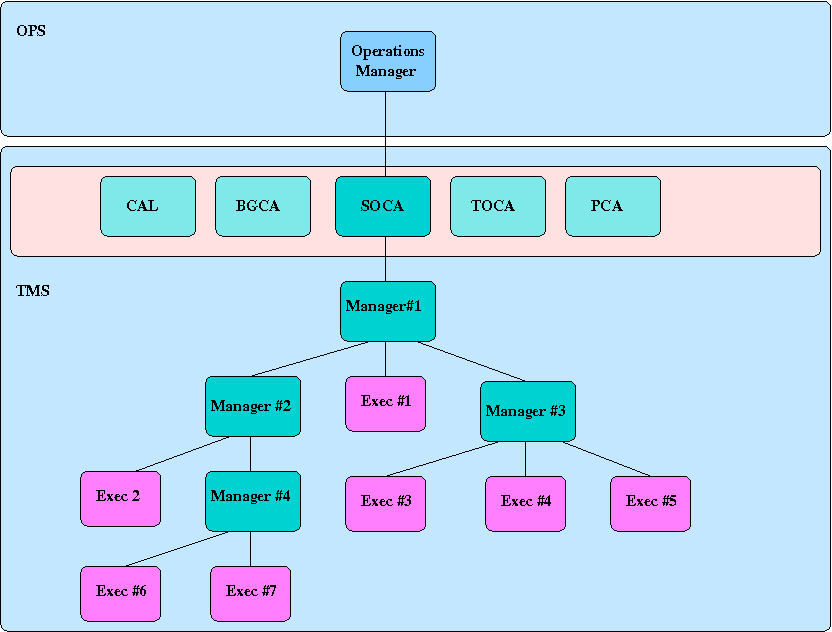 OPS
Operations
Manager
CAL
BGCA
SOCA
TOCA
PCA
TMS
Manager#1
Manager #2
Exec #1
Manager #3
Exec 2
Manager #4
Exec #3
Exec #4
Exec #5
Exec #6
Exec #7